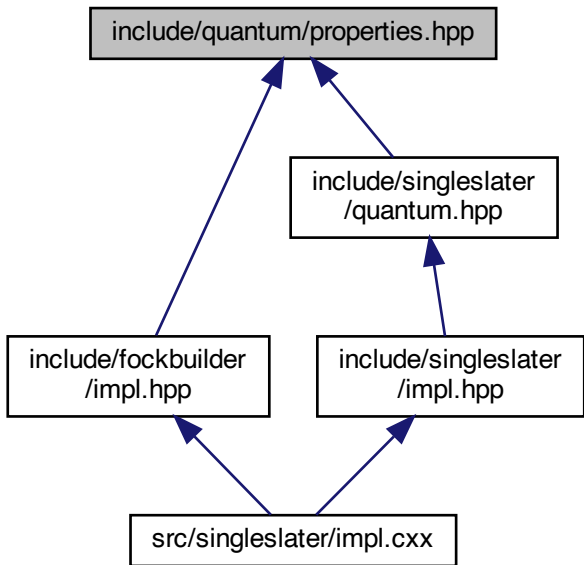 include/quantum/properties.hpp
include/singleslater
/quantum.hpp
include/fockbuilder
/impl.hpp
include/singleslater
/impl.hpp
src/singleslater/impl.cxx